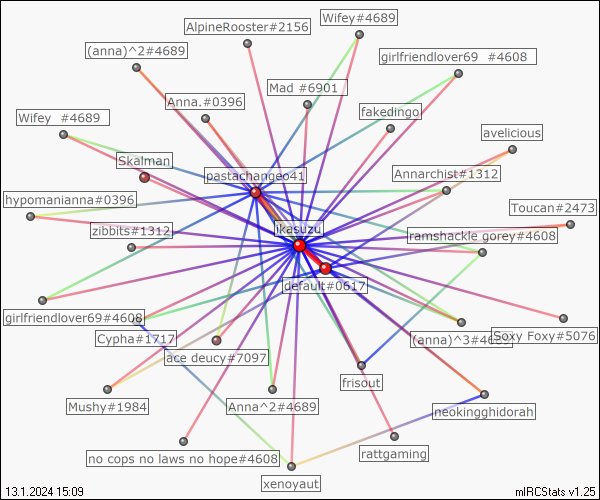 AlpineRooster#2156
Wifey#4689
(anna)^2#4689
girlfriendlover69 #4608
Mad #6901
Anna.#0396
fakedingo
Wifey #4689
avelicious
Skalman
pastachangeo41
Annarchist#1312
hypomanianna#0396
Toucan#2473
zibbits#1312
ikasuzu
ramshackle gorey#4608
default#0617
girlfriendlover69#4608
Cypha#1717
(anna)^3#4689
Soxy Foxy#5076
ace deucy#7097
frisout
Mushy#1984
Anna^2#4689
neokingghidorah
no cops no laws no hope#4608
rattgaming
xenoyaut
13.1.2024 15:09
mIRCStats v1.25